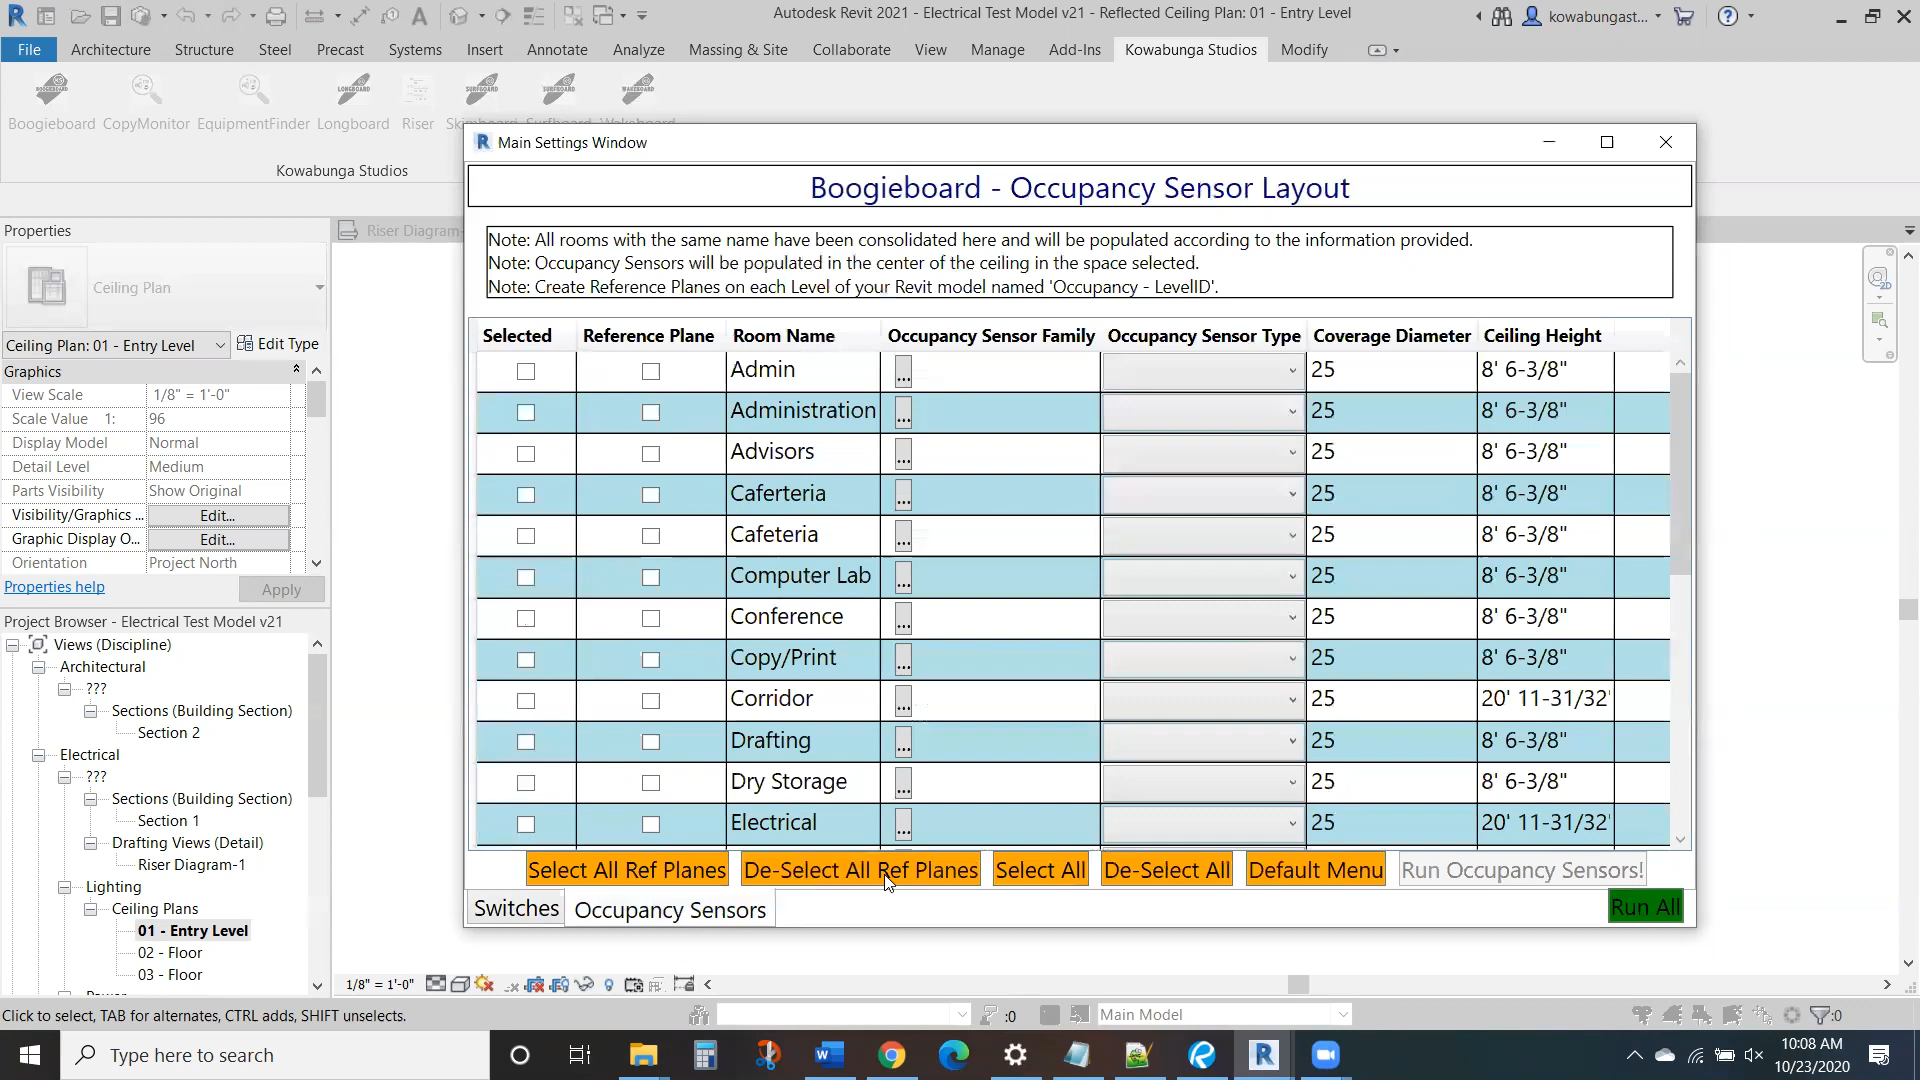 Autodesk Revit 2021 - Electrical Test Model v21 - Reflected Ceiling Plan: 01 - Entry Level
kowabungast...
File Architecture Structure Steel Precast Systems Insert Annotate Analyze Massing & Site Collaborate View Manage Add-Ins Kowabunga Studios Modify
Boogieboard CopyMonitor EquipmentFinder Longboard Riser
Kowabunga Studios
Main Settings Window
Boogieboard - Occupancy Sensor Layout
Note: All rooms with the same name have been consolidated here and will be populated according to the information provided.
Note: Occupancy Sensors will be populated in the center of the ceiling in the space selected.
Note: Create Reference Planes on each Level of your Revit model named 'Occupancy - LevelID'.
Selected Reference Plane Room Name Occupancy Sensor Family Occupancy Sensor Type Coverage Diameter Ceiling Height
Admin ... 25 8' 6-3/8"
Administration ... 25 8' 6-3/8"
Advisors ... 25 8' 6-3/8"
Caferteria ... 25 8' 6-3/8"
Cafeteria ... 25 8' 6-3/8"
Computer Lab ... 25 8' 6-3/8"
Conference ... 25 8' 6-3/8"
Copy/Print ... 25 8' 6-3/8"
Corridor ... 25 20' 11-31/32'
Drafting ... 25 8' 6-3/8"
Dry Storage ... 25 8' 6-3/8"
Electrical ... 25 20' 11-31/32'
Select All Ref Planes De-Select All Ref Planes Select All De-Select All Default Menu Run Occupancy Sensors!
Switches Occupancy Sensors Run All
Properties
Riser Diagram-
Ceiling Plan
Ceiling Plan: 01 - Entry Level Edit Type
Graphics
View Scale 1/8" = 1'-0"
Scale Value 1: 96
Display Model Normal
Detail Level Medium
Parts Visibility Show Original
Visibility/Graphics ... Edit...
Graphic Display O... Edit...
Orientation Project North
Properties help Apply
Project Browser - Electrical Test Model v21
Views (Discipline)
Architectural
???
Sections (Building Section)
Section 2
Electrical
???
Sections (Building Section)
Section 1
Drafting Views (Detail)
Riser Diagram-1
Lighting
Ceiling Plans
01 - Entry Level
02 - Floor
03 - Floor
2D
1/8" = 1'-0"
Click to select, TAB for alternates, CTRL adds, SHIFT unselects.
:0 Main Model :0
Type here to search
10:08 AM
10/23/2020